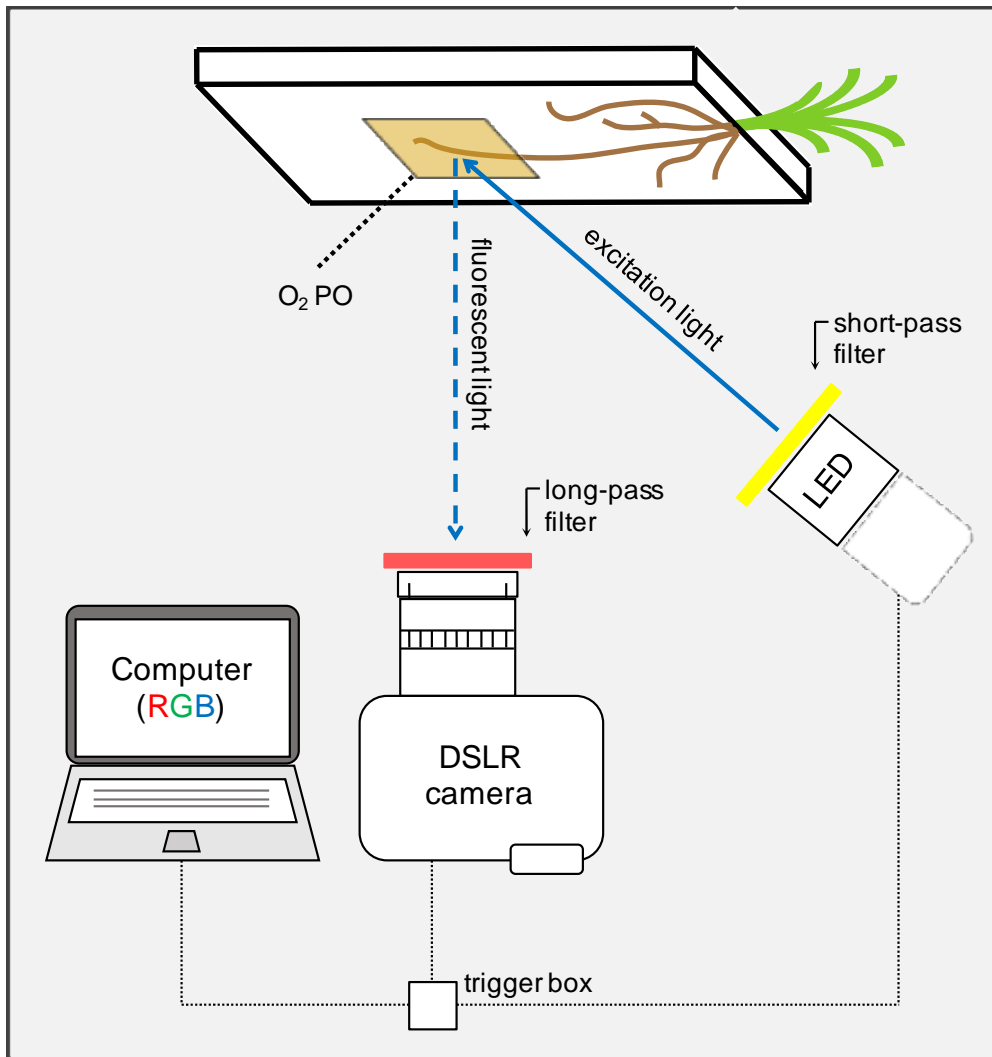 O₂ PO
fluorescent light
excitation light
short-pass
filter
LED
long-pass
filter
Computer
(RGB)
DSLR
camera
trigger box